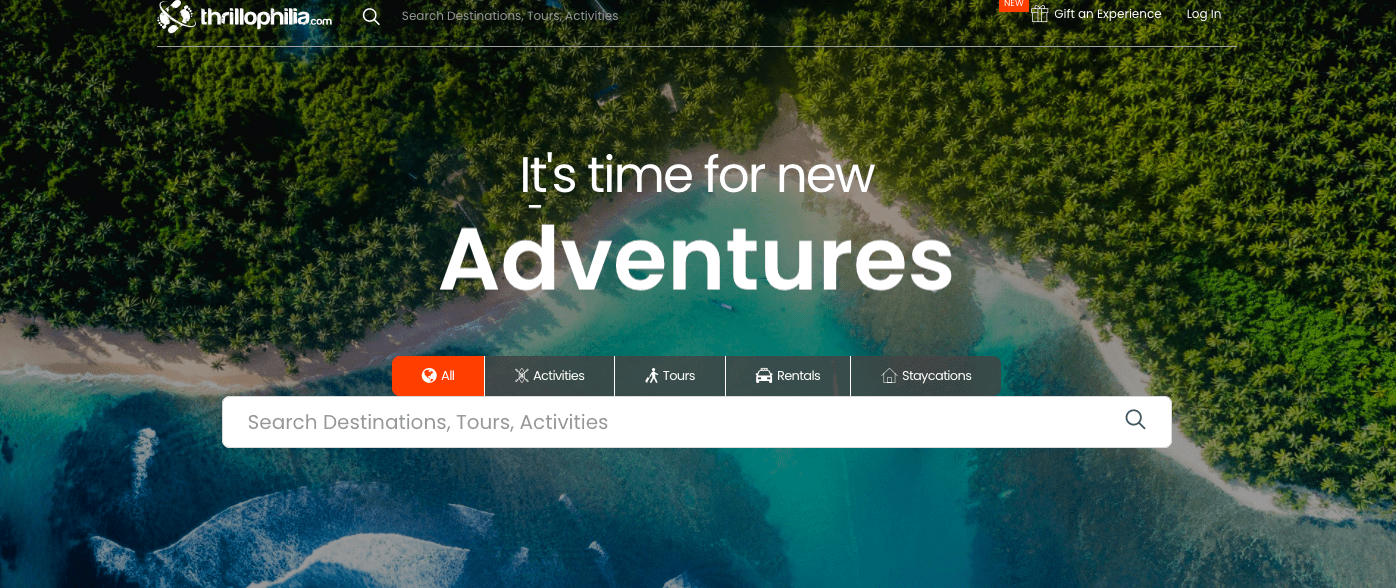 thrillophilia.com
Search Destinations, Tours, Activities
NEW
Gift an Experience
Log In
It's time for new
Adventures
All
Activities
Tours
Rentals
Staycations
Search Destinations, Tours, Activities